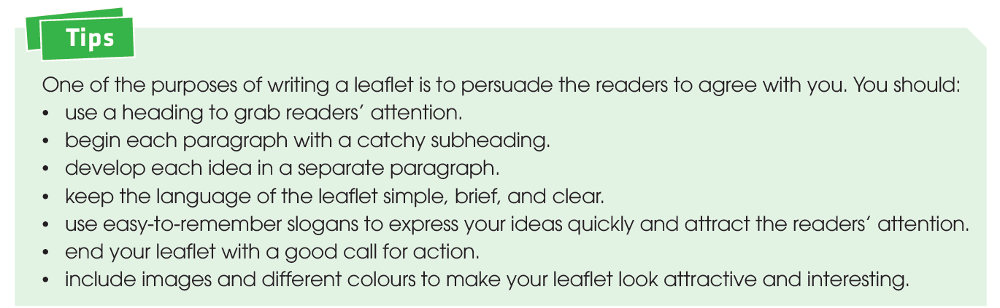 Tips
One of the purposes of writing a leaflet is to persuade the readers to agree with you. You should:
• use a heading to grab readers’ attention.
• begin each paragraph with a catchy subheading.
• develop each idea in a separate paragraph.
• keep the language of the leaflet simple, brief, and clear.
• use easy-to-remember slogans to express your ideas quickly and attract the readers’ attention.
• end your leaflet with a good call for action.
• include images and different colours to make your leaflet look attractive and interesting.